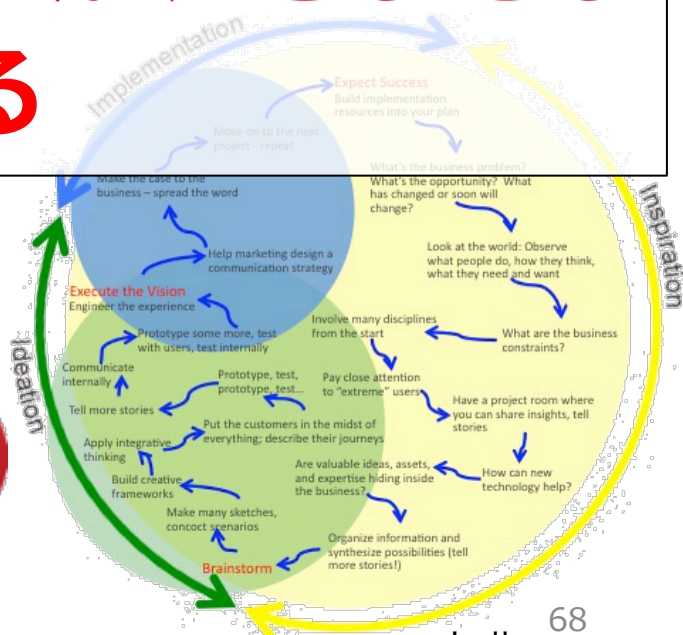 る
Implementation
Expect Success
Build implementation
resources into your plan
Move on to the next
project - repeat
What's the business problem?
What's the opportunity? What
has changed or soon will
change?
Make the case to the
business – spread the word
Inspiration
Look at the world: Observe
what people do, how they think,
what they need and want
Help marketing design a
communication strategy
Execute the Vision
Engineer the experience
What are the business
constraints?
Involve many disciplines
from the start
Prototype some more, test
with users, test internally
Ideation
Communicate
internally
Prototype, test,
prototype, test...
Pay close attention
to "extreme" users
Have a project room where
you can share insights, tell
stories
Tell more stories
Put the customers in the midst of
everything; describe their journeys
Apply integrative
thinking
Are valuable ideas, assets,
and expertise hiding inside
the business?
How can new
technology help?
Build creative
frameworks
Make many sketches,
concoct scenarios
Organize information and
synthesize possibilities (tell
more stories!)
Brainstorm
68